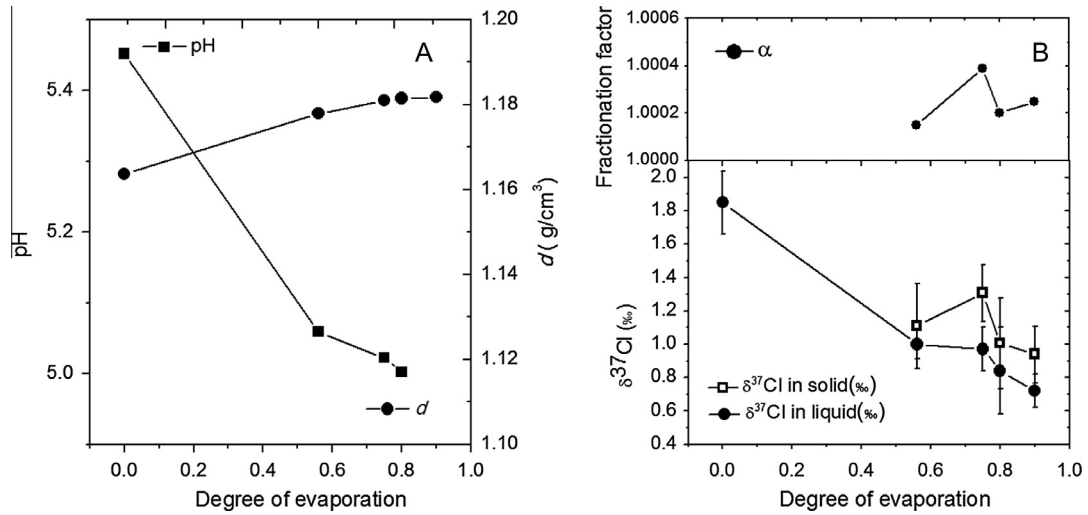 pH
A
5.4
5.2
5.0
pH
1.20
1.18
1.16
1.14
1.12
1.10
d ( g/cm³)
d
0.0 0.2 0.4 0.6 0.8 1.0
Degree of evaporation
1.0006
1.0004
1.0002
1.0000
Fractionation factor
α
B
2.0
1.8
1.6
1.4
1.2
1.0
0.8
0.6
0.4
δ³⁷Cl (‰)
δ³⁷Cl in solid(‰)
δ³⁷Cl in liquid(‰)
0.0 0.2 0.4 0.6 0.8 1.0
Degree of evaporation